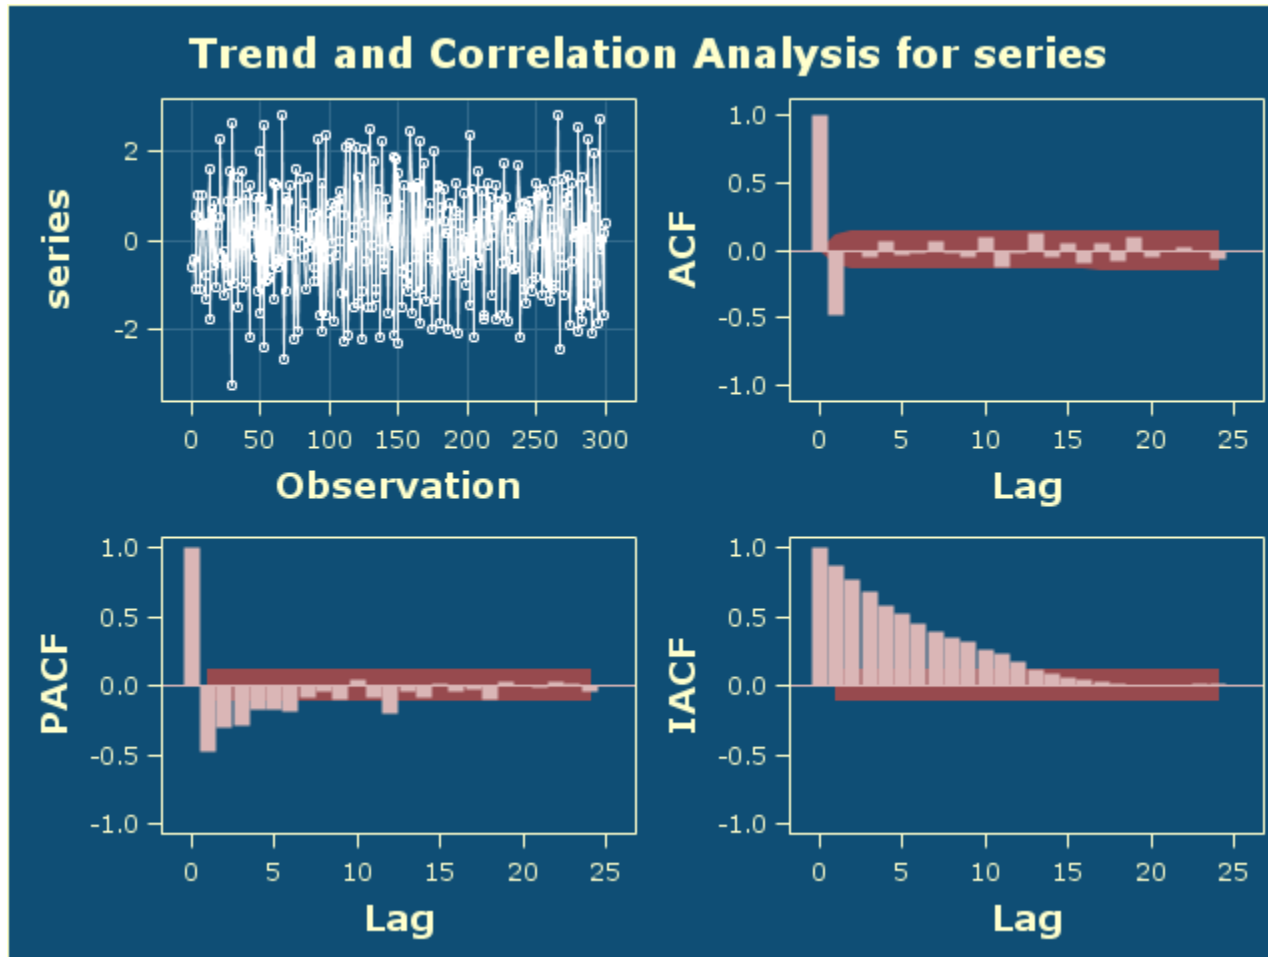 Trend and Correlation Analysis for series
series
2
0
-2
0 50 100 150 200 250 300
Observation
ACF
1.0
0.5
0.0
-0.5
-1.0
0 5 10 15 20 25
Lag
PACF
1.0
0.5
0.0
-0.5
-1.0
0 5 10 15 20 25
Lag
IACF
1.0
0.5
0.0
-0.5
-1.0
0 5 10 15 20 25
Lag